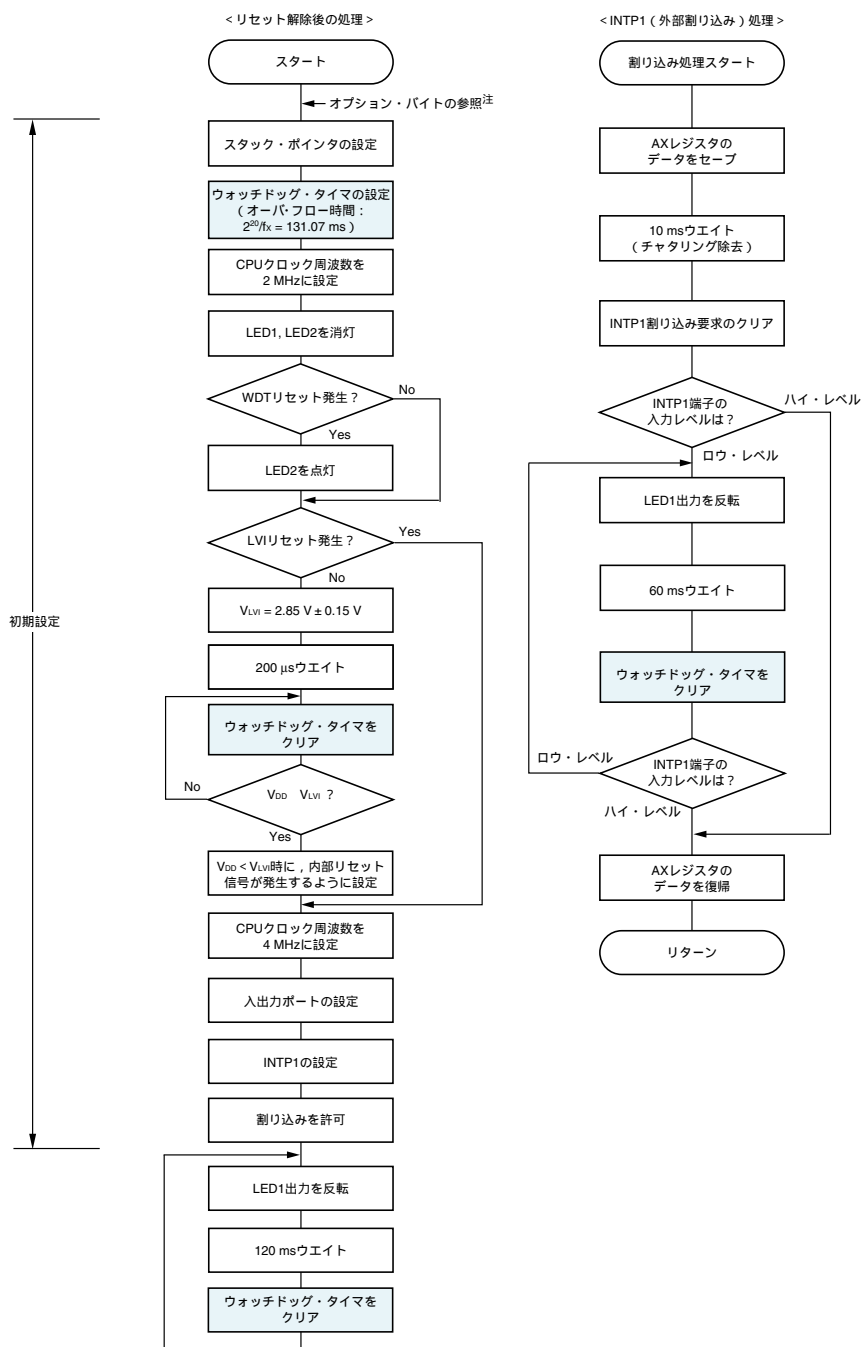 ＜リセット解除後の処理＞
スタート
オプション・バイトの参照注
初期設定
スタック・ポインタの設定
ウォッチドッグ・タイマの設定
（オーバ・フロー時間：
2²⁰/fx = 131.07 ms）
CPUクロック周波数を
2 MHzに設定
LED1, LED2を消灯
WDTリセット発生？
No
Yes
LED2を点灯
LVIリセット発生？
Yes
No
VLVI = 2.85 V ± 0.15 V
200 μsウエイト
ウォッチドッグ・タイマを
クリア
VDD VLVI ？
No
Yes
VDD < VLVI時に，内部リセット
信号が発生するように設定
CPUクロック周波数を
4 MHzに設定
入出力ポートの設定
INTP1の設定
割り込みを許可
LED1出力を反転
120 msウエイト
ウォッチドッグ・タイマを
クリア
＜INTP1（外部割り込み）処理＞
割り込み処理スタート
AXレジスタの
データをセーブ
10 msウエイト
（チャタリング除去）
INTP1割り込み要求のクリア
INTP1端子の
入力レベルは？
ハイ・レベル
ロウ・レベル
LED1出力を反転
60 msウエイト
ウォッチドッグ・タイマを
クリア
INTP1端子の
入力レベルは？
ロウ・レベル
ハイ・レベル
AXレジスタの
データを復帰
リターン